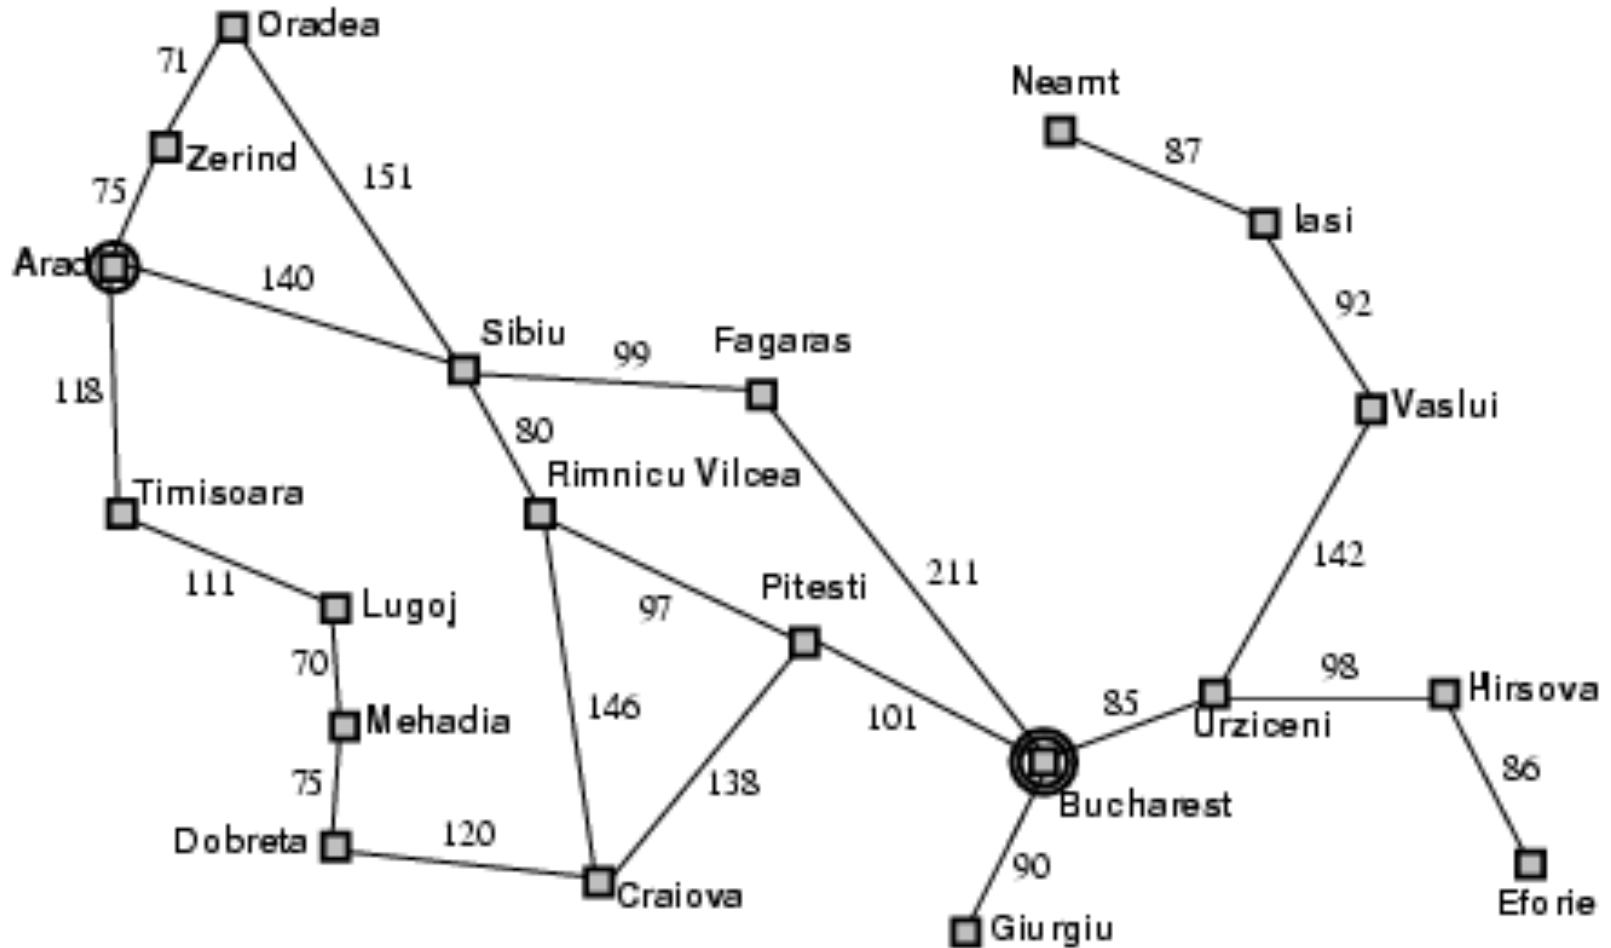 Oradea
71
Neamt
Zerind
87
151
75
Iasi
Arad
140
92
Sibiu
99
Fagaras
118
Vaslui
80
Timisoara
Rimnicu Vilcea
142
111
Lugoj
97
Pitesti
211
70
98
Hirsova
146
85
Mehadia
101
Urziceni
75
138
86
Bucharest
Dobreta
120
90
Craiova
Eforie
Giurgiu